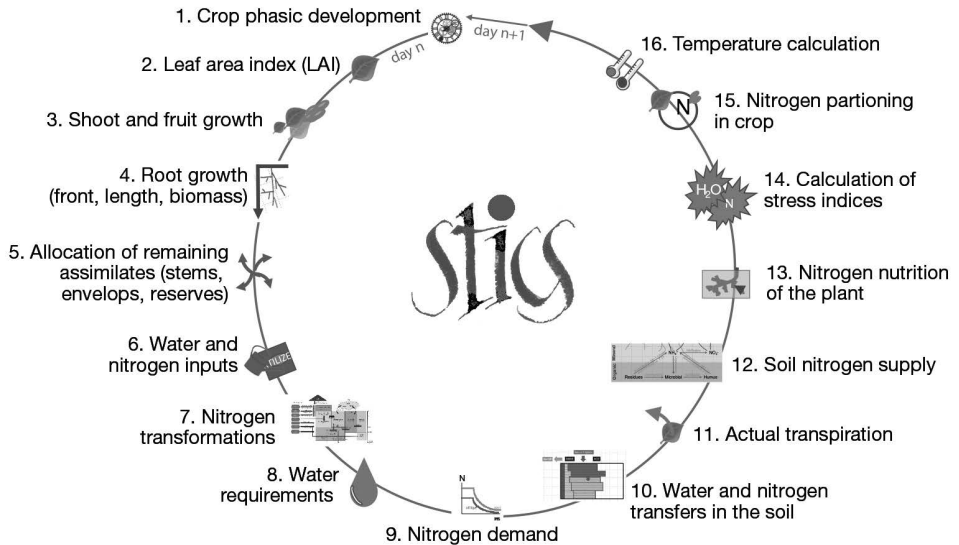 1. Crop phasic development
day n
day n+1
2. Leaf area index (LAI)
3. Shoot and fruit growth
4. Root growth
(front, length, biomass)
5. Allocation of remaining
assimilates (stems,
envelops, reserves)
6. Water and
nitrogen inputs
7. Nitrogen
transformations
8. Water
requirements
N
9. Nitrogen demand
10. Water and nitrogen
transfers in the soil
11. Actual transpiration
12. Soil nitrogen supply
Residues Microbes Humus
13. Nitrogen nutrition
of the plant
14. Calculation of
stress indices
H₂O
N
15. Nitrogen partioning
in crop
N
16. Temperature calculation
stics